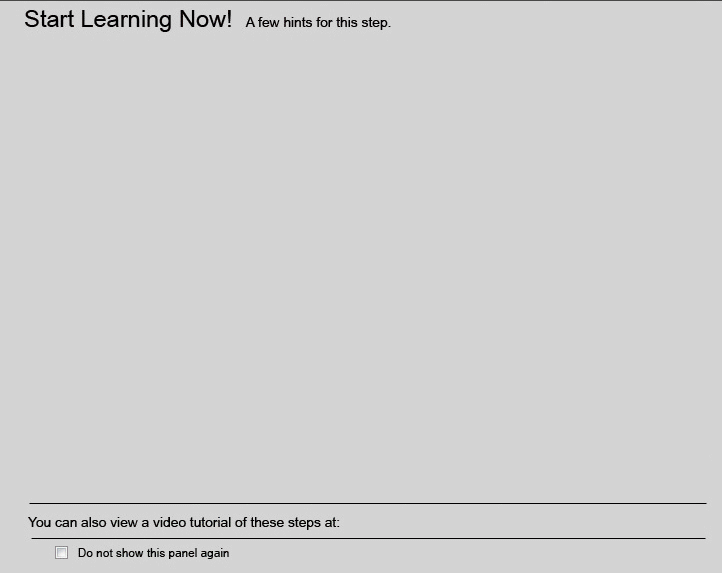 Start Learning Now! A few hints for this step.
You can also view a video tutorial of these steps at:
Do not show this panel again